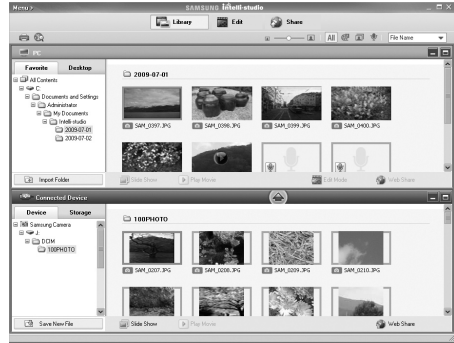 Menu
SAMSUNG Intelli-studio
Library Edit Share
All File Name
PC
Favorite Desktop
All Contents
C:
Documents and Settings
Administrator
My Documents
Intelli-studio
2009-07-01
2009-07-02
Import Folder
2009-07-01
SAM_0397.JPG SAM_0398.JPG SAM_0399.JPG SAM_0400.JPG
Slide Show Play Movie Edit Mode Web Share
Connected Device
Device Storage
Samsung Camera
J:
DCIM
100PHOTO
Save New File
100PHOTO
SAM_0207.JPG SAM_0208.JPG SAM_0209.JPG SAM_0210.JPG
Slide Show Play Movie Web Share